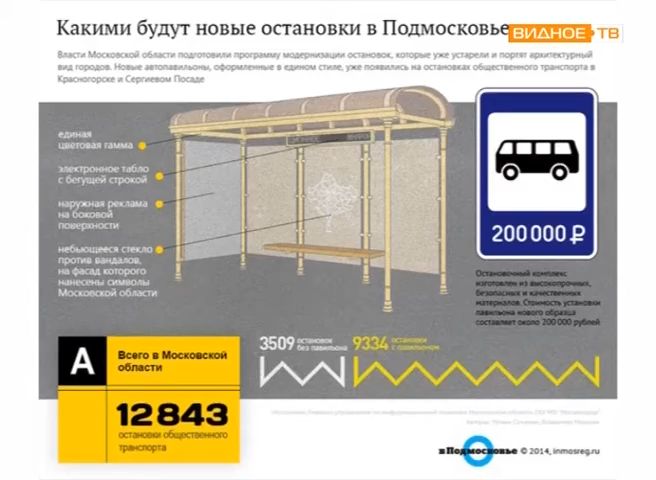 Какими будут новые остановки в Подмосковье
ВИДНОЕ ТВ
Власти Московской области подготовили программу модернизации остановок, которые уже устарели и портят архитектурный
вид городов. Новые автопавильоны, оформленные в едином стиле, уже появились на остановках общественного транспорта в
Красногорске и Сергиевом Посаде
единая
цветовая гамма
электронное табло
с бегущей строкой
наружная реклама
на боковой
поверхности
небьющееся стекло
против вандалов,
на фасад которого
нанесены символы
Московской области
200 000 ₽
Остановочный комплекс
изготовлен из высокопрочных,
безопасных и качественных
материалов. Стоимость установки
павильона нового образца
составляет около 200 000 рублей
3509 остановок
без павильона
9334 остановки
с павильоном
А
Всего в Московской
области
12 843
остановки общественного
транспорта
в Подмосковье © 2014, inmosreg.ru